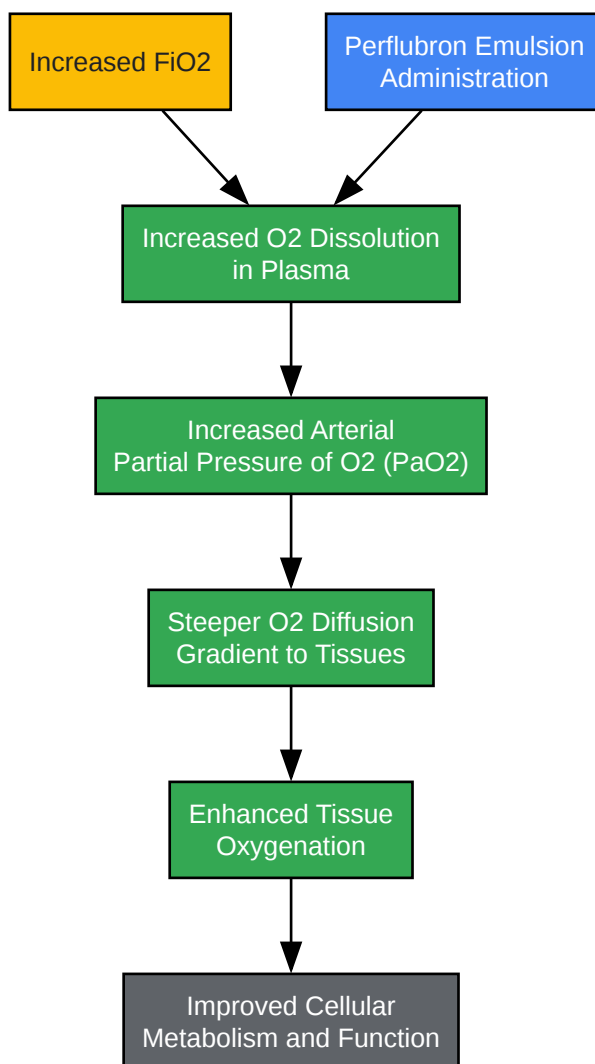 Increased FiO2
Perflubron Emulsion
Administration
Increased O2 Dissolution
in Plasma
Increased Arterial
Partial Pressure of O2 (PaO2)
Steeper O2 Diffusion
Gradient to Tissues
Enhanced Tissue
Oxygenation
Improved Cellular
Metabolism and Function